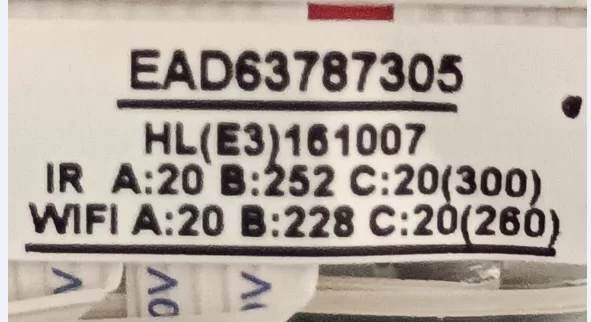 EAD63787305
HL(E3)161007
IR A:20 B:252 C:20(300)
WIFI A:20 B:228 C:20(260)